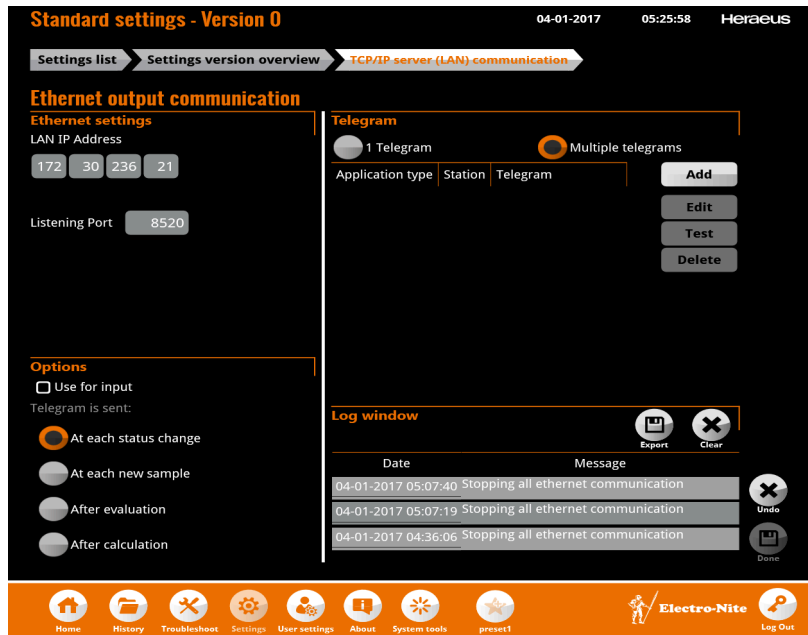 Standard settings - Version 0
04-01-2017 05:25:58 Heraeus
Settings list Settings version overview TCP/IP server (LAN) communication
Ethernet output communication
Ethernet settings
LAN IP Address
172 30 236 21
Listening Port 8520
Telegram
1 Telegram Multiple telegrams
Application type Station Telegram
Add
Edit
Test
Delete
Options
Use for input
Telegram is sent:
At each status change
At each new sample
After evaluation
After calculation
Log window
Export Clear
Date Message
04-01-2017 05:07:40 Stopping all ethernet communication
04-01-2017 05:07:19 Stopping all ethernet communication
04-01-2017 04:36:06 Stopping all ethernet communication
Undo
Done
Home History Troubleshoot Settings User settings About System tools preset1 Electro-Nite Log Out